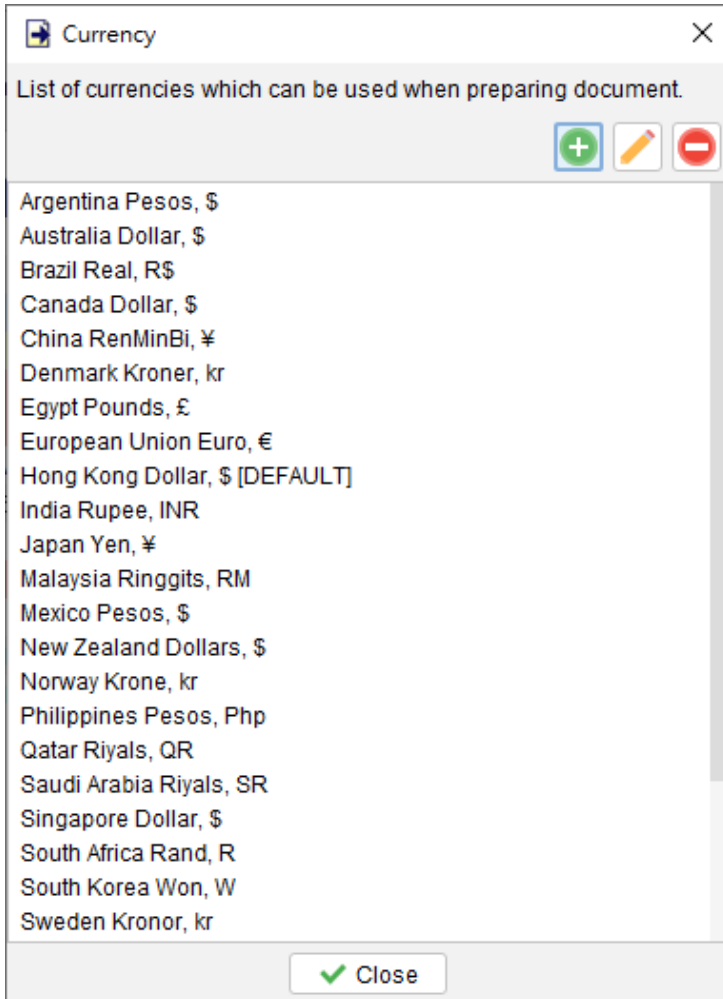 Currency
List of currencies which can be used when preparing document.
Argentina Pesos, $
Australia Dollar, $
Brazil Real, R$
Canada Dollar, $
China RenMinBi, ¥
Denmark Kroner, kr
Egypt Pounds, £
European Union Euro, €
Hong Kong Dollar, $ [DEFAULT]
India Rupee, INR
Japan Yen, ¥
Malaysia Ringgits, RM
Mexico Pesos, $
New Zealand Dollars, $
Norway Krone, kr
Philippines Pesos, Php
Qatar Riyals, QR
Saudi Arabia Riyals, SR
Singapore Dollar, $
South Africa Rand, R
South Korea Won, W
Sweden Kronor, kr
Close